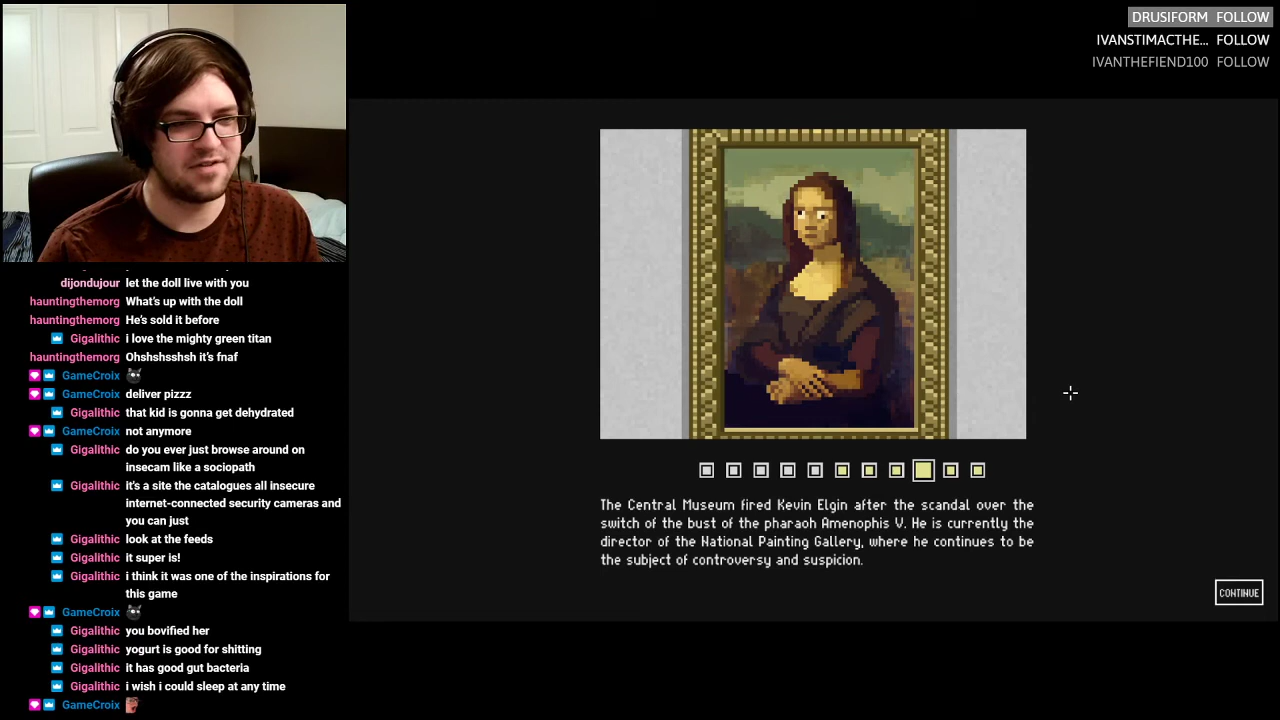 DRUSIFORM FOLLOW
IVANSTIMACTHE... FOLLOW
IVANTHEFIEND100 FOLLOW
dijondujour let the doll live with you
hauntingthemorg What's up with the doll
hauntingthemorg He's sold it before
Gigalithic i love the mighty green titan
hauntingthemorg Ohshshsshsh it's fnaf
GameCroix
GameCroix deliver pizzz
Gigalithic that kid is gonna get dehydrated
GameCroix not anymore
Gigalithic do you ever just browse around on
insecam like a sociopath
Gigalithic it's a site the catalogues all insecure
internet-connected security cameras and
you can just
Gigalithic look at the feeds
Gigalithic it super is!
Gigalithic i think it was one of the inspirations for
this game
GameCroix
Gigalithic you bovified her
Gigalithic yogurt is good for shitting
Gigalithic it has good gut bacteria
Gigalithic i wish i could sleep at any time
GameCroix
The Central Museum fired Kevin Elgin after the scandal over the
switch of the bust of the pharaoh Amenophis V. He is currently the
director of the National Painting Gallery, where he continues to be
the subject of controversy and suspicion.
CONTINUE